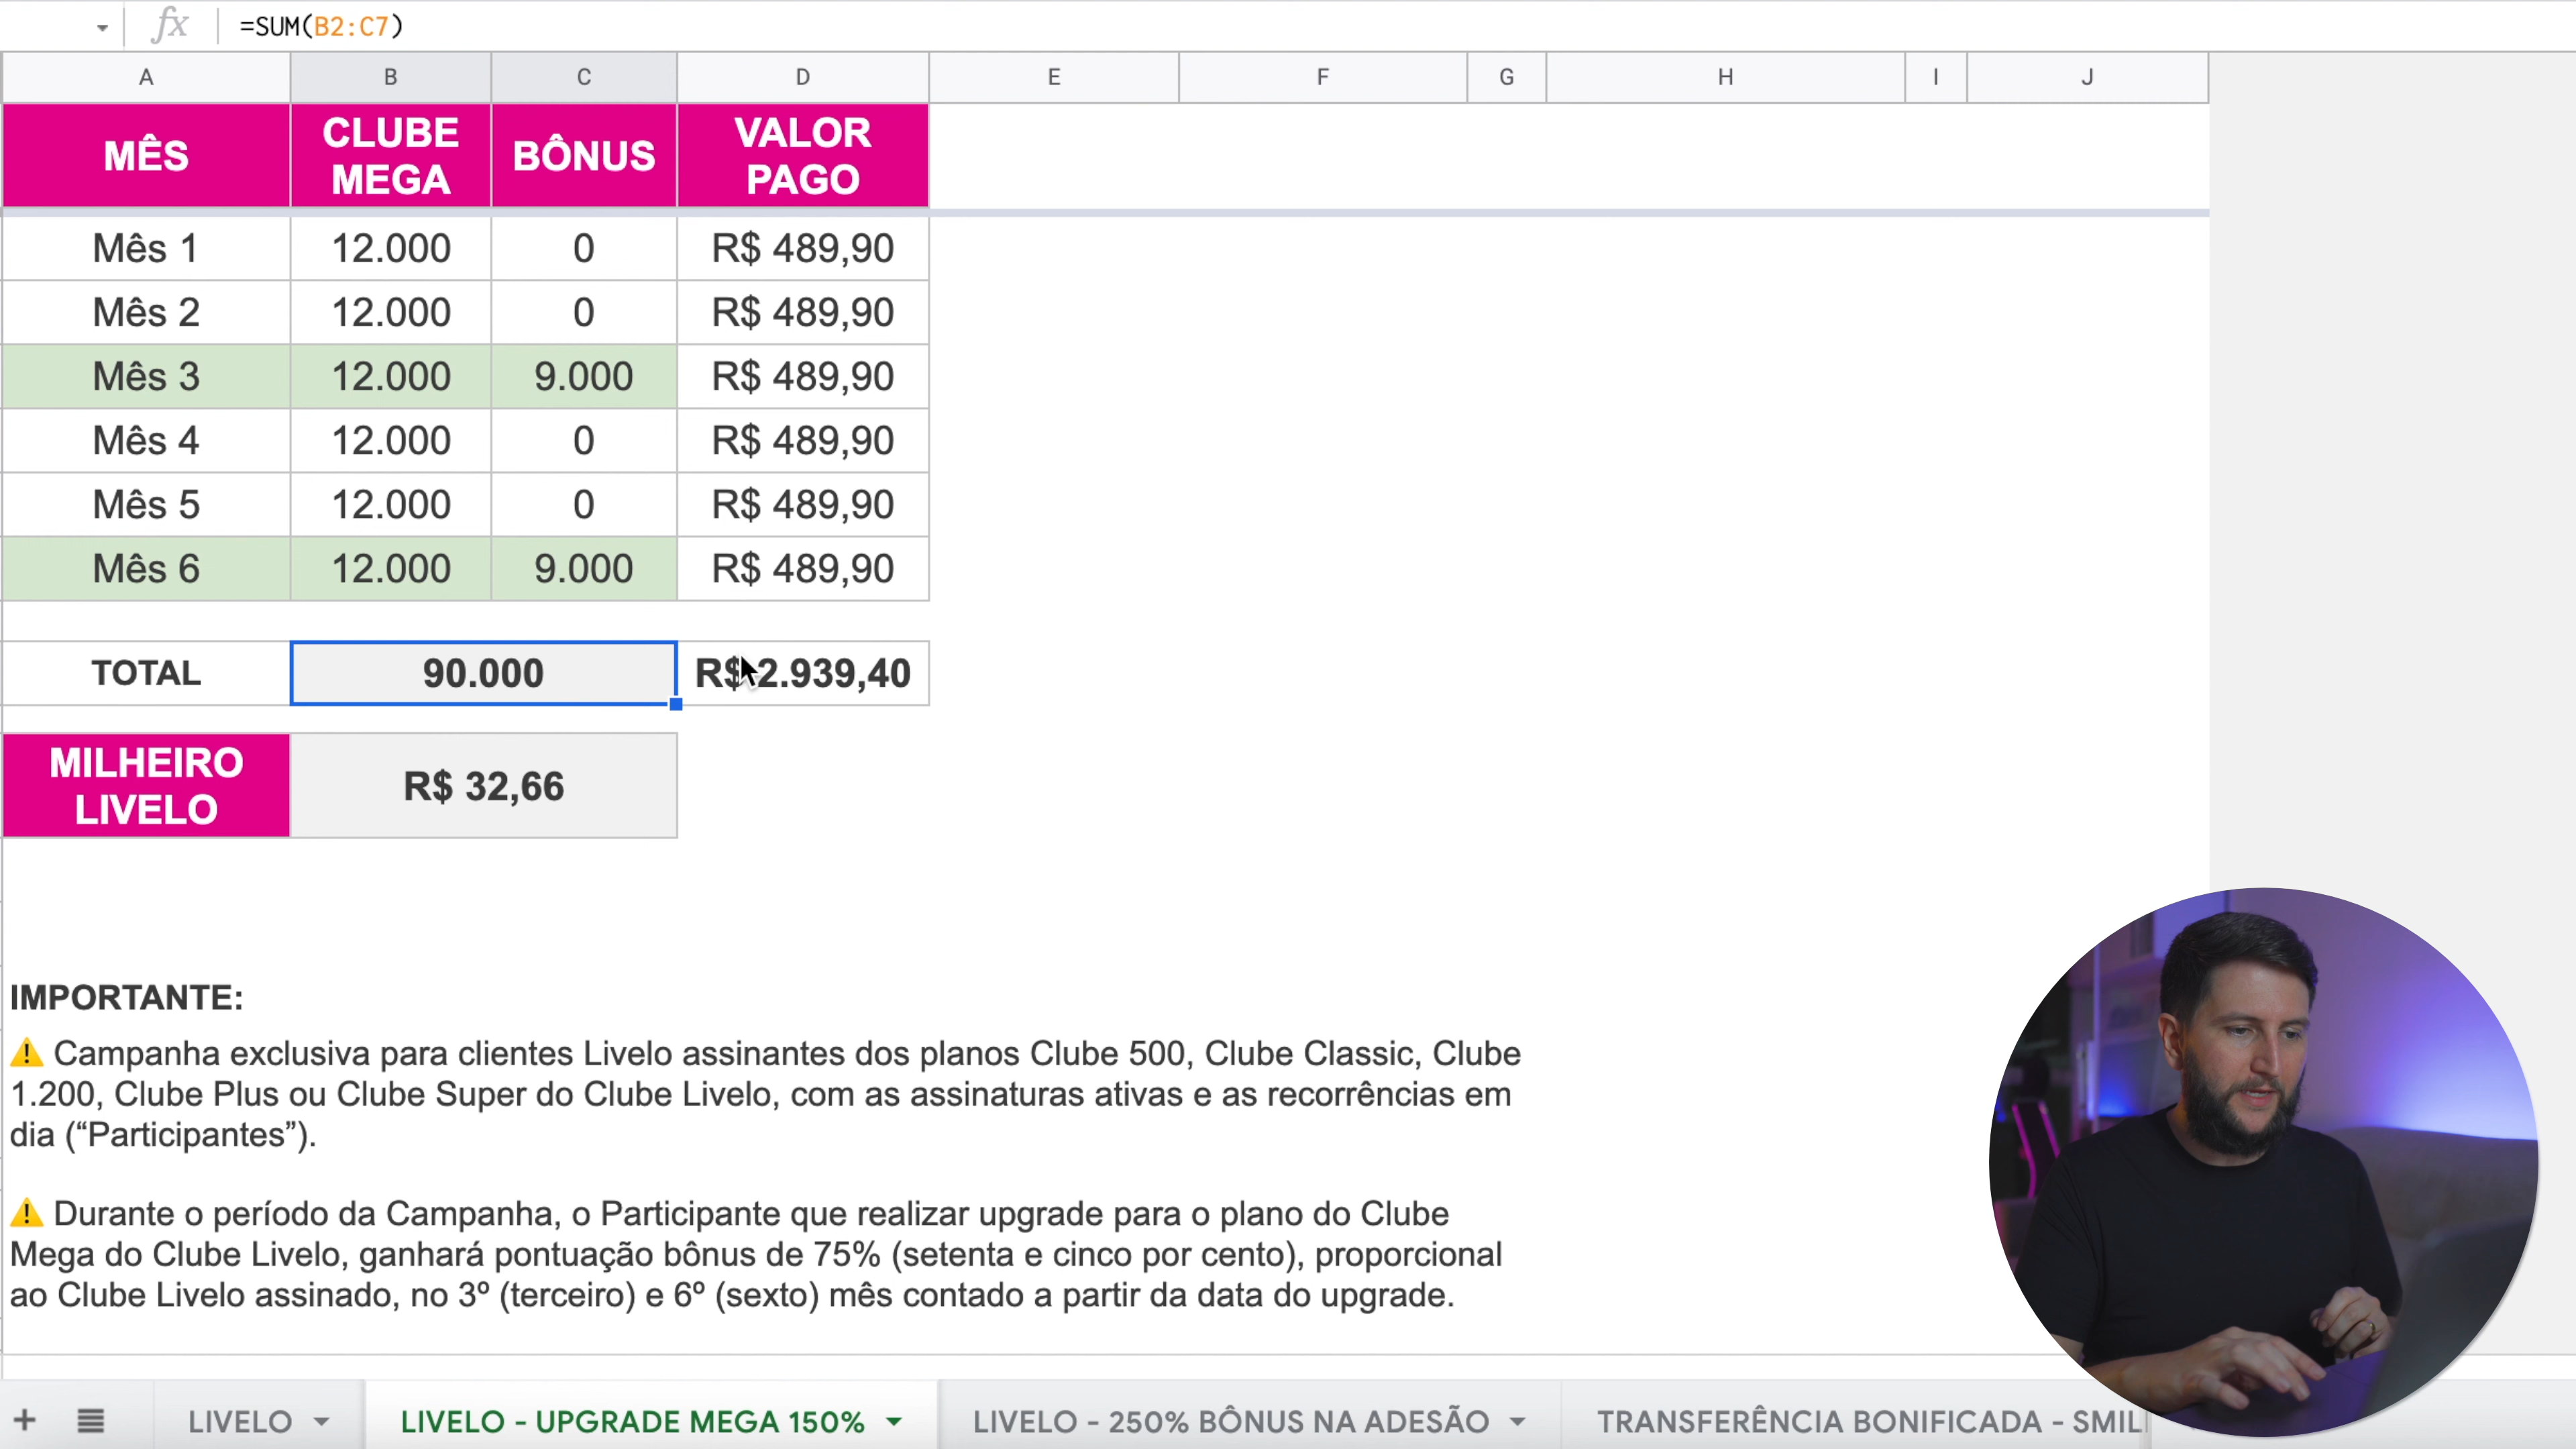 =SUM(B2:C7)
A B C D E F G H I J
MÊS CLUBE MEGA BÔNUS VALOR PAGO
Mês 1 12.000 0 R$ 489,90
Mês 2 12.000 0 R$ 489,90
Mês 3 12.000 9.000 R$ 489,90
Mês 4 12.000 0 R$ 489,90
Mês 5 12.000 0 R$ 489,90
Mês 6 12.000 9.000 R$ 489,90
TOTAL 90.000 R$ 2.939,40
MILHEIRO
LIVELO
R$ 32,66
IMPORTANTE:
⚠️ Campanha exclusiva para clientes Livelo assinantes dos planos Clube 500, Clube Classic, Clube
1.200, Clube Plus ou Clube Super do Clube Livelo, com as assinaturas ativas e as recorrências em
dia (“Participantes”).
⚠️ Durante o período da Campanha, o Participante que realizar upgrade para o plano do Clube
Mega do Clube Livelo, ganhará pontuação bônus de 75% (setenta e cinco por cento), proporcional
ao Clube Livelo assinado, no 3º (terceiro) e 6º (sexto) mês contado a partir da data do upgrade.
LIVELO LIVELO - UPGRADE MEGA 150% LIVELO - 250% BÔNUS NA ADESÃO TRANSFERÊNCIA BONIFICADA -